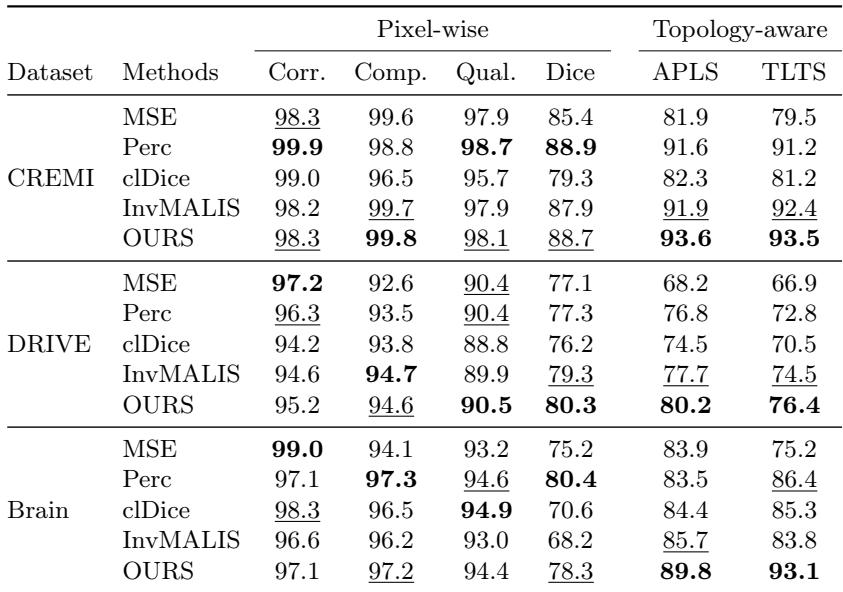 Pixel-wise Topology-aware
Dataset Methods Corr. Comp. Qual. Dice APLS TLTS
MSE 98.3 99.6 97.9 85.4 81.9 79.5
Perc 99.9 98.8 98.7 88.9 91.6 91.2
CREMI clDice 99.0 96.5 95.7 79.3 82.3 81.2
InvMALIS 98.2 99.7 97.9 87.9 91.9 92.4
OURS 98.3 99.8 98.1 88.7 93.6 93.5
MSE 97.2 92.6 90.4 77.1 68.2 66.9
Perc 96.3 93.5 90.4 77.3 76.8 72.8
DRIVE clDice 94.2 93.8 88.8 76.2 74.5 70.5
InvMALIS 94.6 94.7 89.9 79.3 77.7 74.5
OURS 95.2 94.6 90.5 80.3 80.2 76.4
MSE 99.0 94.1 93.2 75.2 83.9 75.2
Perc 97.1 97.3 94.6 80.4 83.5 86.4
Brain clDice 98.3 96.5 94.9 70.6 84.4 85.3
InvMALIS 96.6 96.2 93.0 68.2 85.7 83.8
OURS 97.1 97.2 94.4 78.3 89.8 93.1